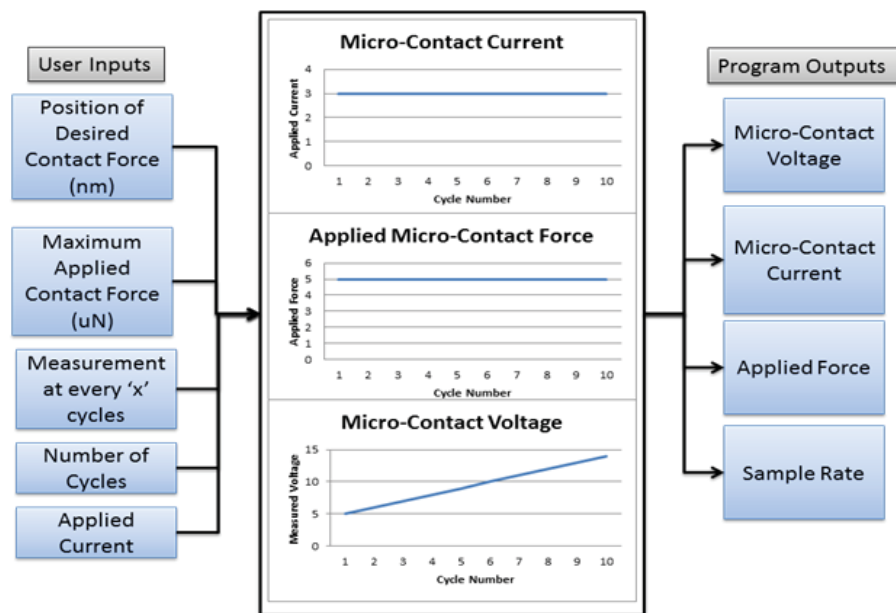 User Inputs
Position of
Desired
Contact Force
(nm)
Maximum
Applied
Contact Force
(uN)
Measurement
at every ‘x’
cycles
Number of
Cycles
Applied
Current
Micro-Contact Current
Applied Current
4
3
2
1
0
1 2 3 4 5 6 7 8 9 10
Cycle Number
Applied Micro-Contact Force
Applied Force
6
5
4
3
2
1
0
1 2 3 4 5 6 7 8 9 10
Cycle Number
Micro-Contact Voltage
Measured Voltage
15
10
5
0
1 2 3 4 5 6 7 8 9 10
Cycle Number
Program Outputs
Micro-Contact
Voltage
Micro-Contact
Current
Applied Force
Sample Rate